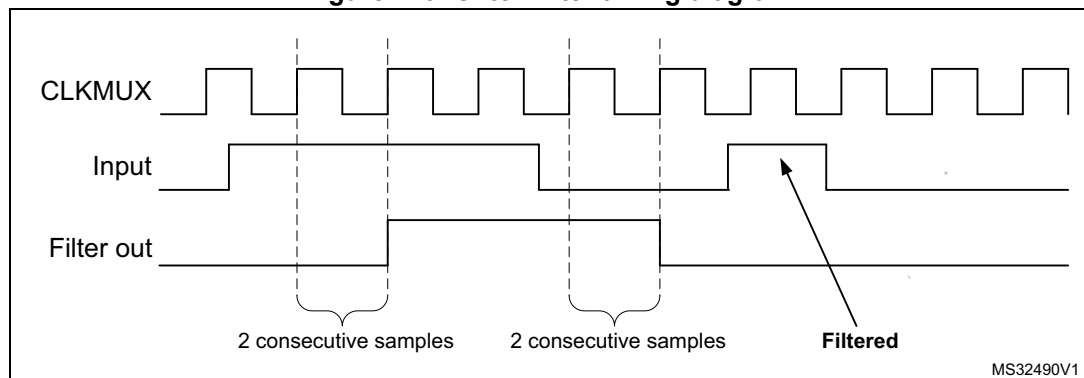 CLKMUX
Input
Filter out
2 consecutive samples 2 consecutive samples Filtered
MS32490V1